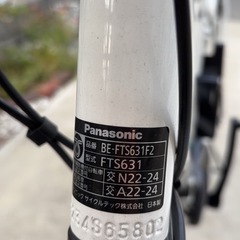 Panasonic
品番 BE-FTS631F2
型式 FTS631
交 N22-24
交 A22-24
サイクルテック株式会社 日本製